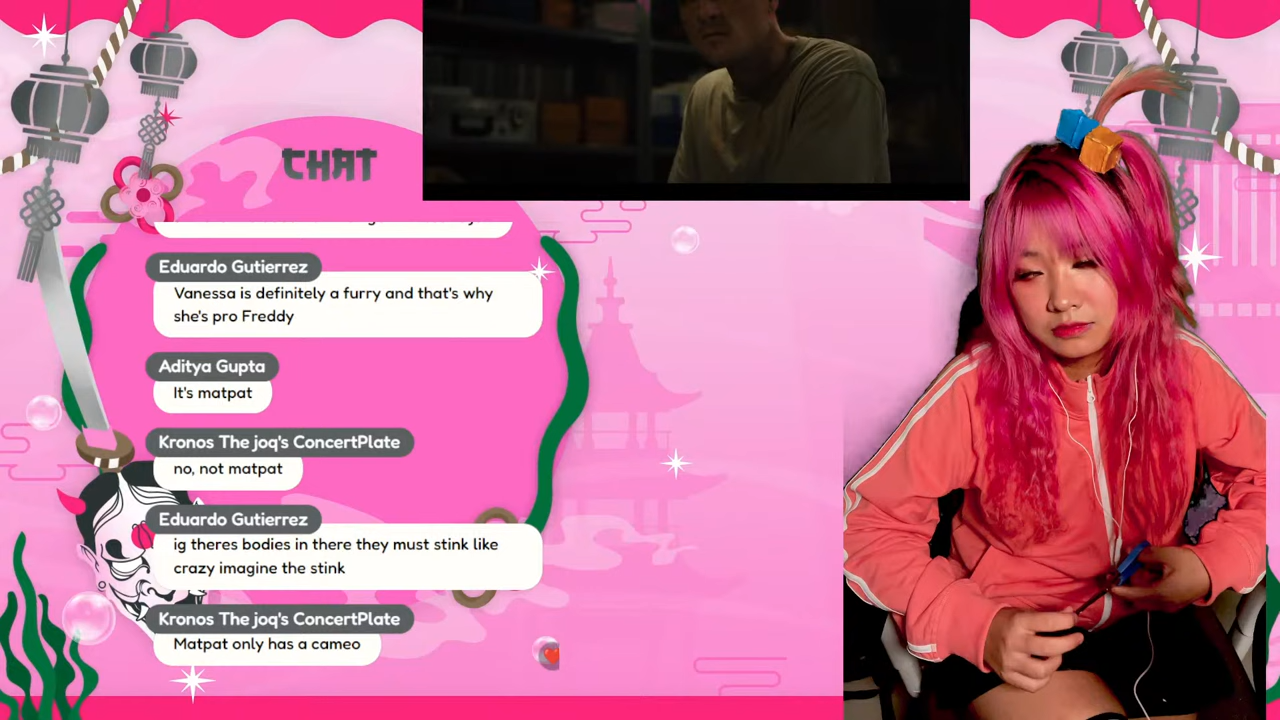 CHAT
Eduardo Gutierrez
Vanessa is definitely a furry and that's why
she's pro Freddy
Aditya Gupta
It's matpat
Kronos The joq's ConcertPlate
no, not matpat
Eduardo Gutierrez
ig theres bodies in there they must stink like
crazy imagine the stink
Kronos The joq's ConcertPlate
Matpat only has a cameo